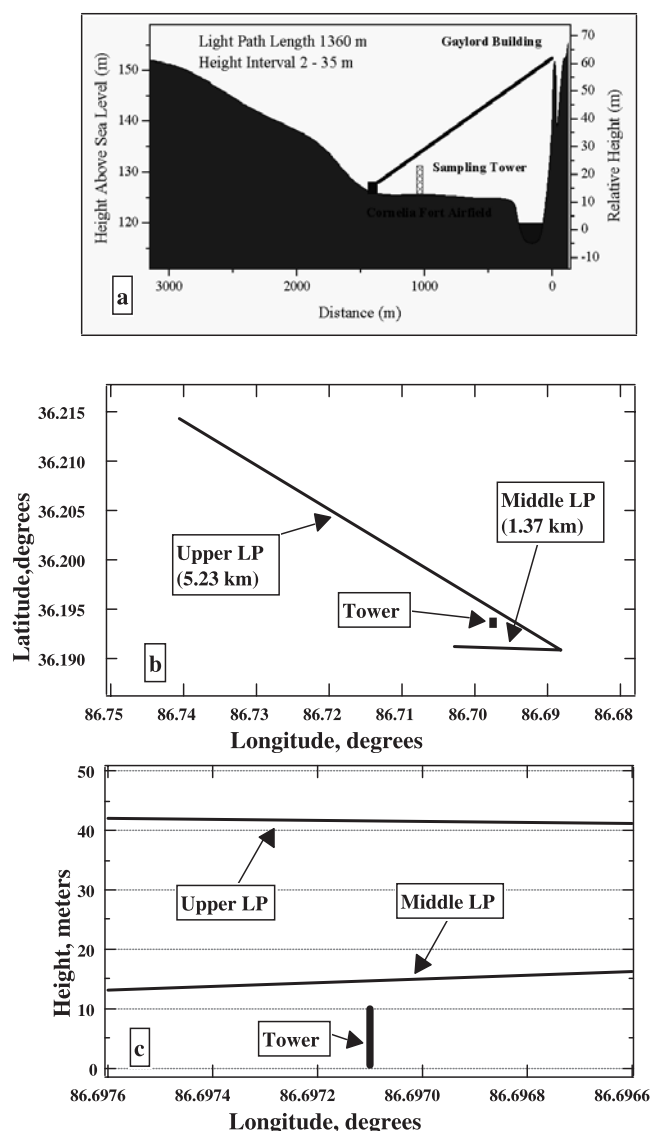 Light Path Length 1360 m
Height Interval 2 - 35 m
Gaylord Building
Sampling Tower
Cornelia Fort Airfield
Height Above Sea Level (m)
150
140
130
120
Relative Height (m)
70
60
50
40
30
20
10
0
-10
3000
2000
1000
0
Distance (m)
a
Latitude,degrees
36.215
36.210
36.205
36.200
36.195
36.190
Upper LP
(5.23 km)
Middle LP
(1.37 km)
Tower
b
86.75
86.74
86.73
86.72
86.71
86.70
86.69
86.68
Longitude, degrees
Height, meters
50
40
30
20
10
0
Upper LP
Middle LP
Tower
c
86.6976
86.6974
86.6972
86.6970
86.6968
86.6966
Longitude, degrees